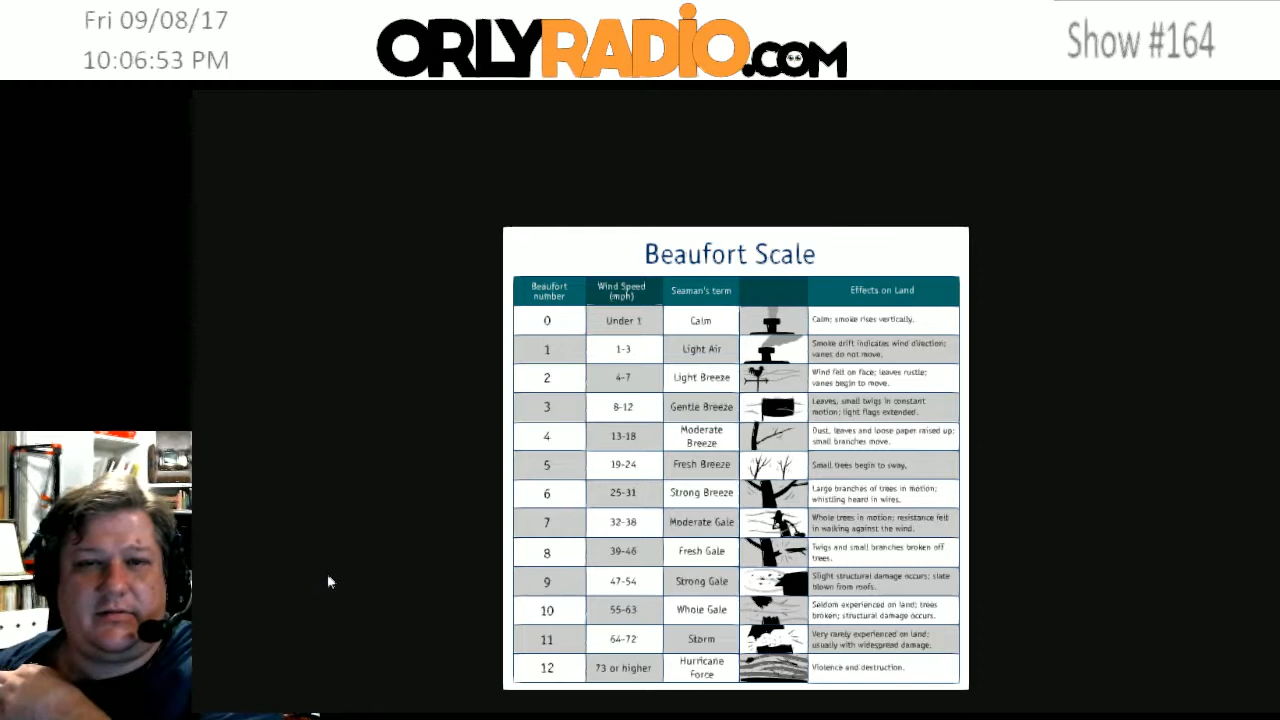 Fri 09/08/17
10:06:53 PM
ORLYRADIO.COM
Show #164
Beaufort Scale
Beaufort number
Wind Speed (mph)
Seaman's term
Effects on Land
0
Under 1
Calm
Calm; smoke rises vertically.
1
1-3
Light Air
Smoke drift indicates wind direction;
vanes do not move.
2
4-7
Light Breeze
Wind felt on face; leaves rustle;
vanes begin to move.
3
8-12
Gentle Breeze
Leaves, small twigs in constant
motion; light flags extended.
4
13-18
Moderate
Breeze
Dust, leaves and loose paper raised up;
small branches move.
5
19-24
Fresh Breeze
Small trees begin to sway.
6
25-31
Strong Breeze
Large branches of trees in motion;
whistling heard in wires.
7
32-38
Moderate Gale
Whole trees in motion; resistance felt
in walking against the wind.
8
39-46
Fresh Gale
Twigs and small branches broken off
trees.
9
47-54
Strong Gale
Slight structural damage occurs; slate
blown from roofs.
10
55-63
Whole Gale
Seldom experienced on land; trees
broken; structural damage occurs.
11
64-72
Storm
Very rarely experienced on land;
usually with widespread damage.
12
73 or higher
Hurricane
Force
Violence and destruction.